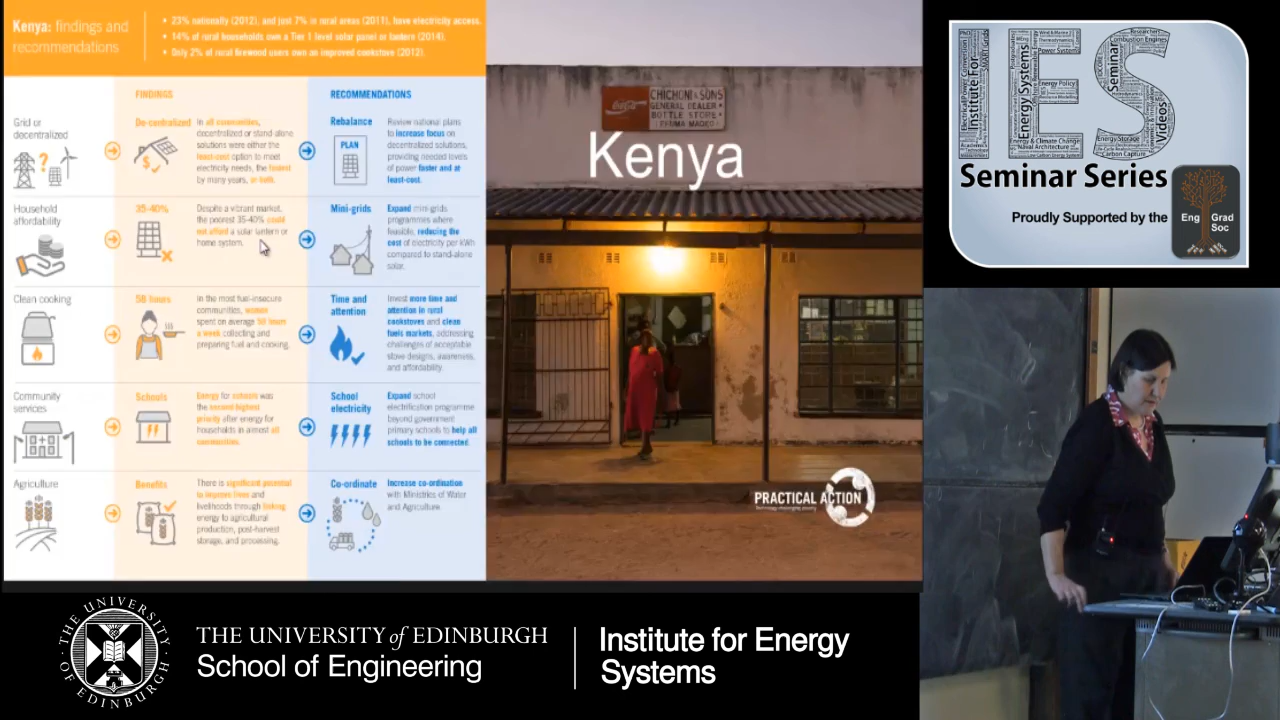 Kenya: findings and
recommendations
• 23% nationally (2012), and just 7% in rural areas (2011), have electricity access.
• 14% of rural households own a Tier 1 level solar panel or lantern (2014).
• Only 2% of rural firewood users own an improved cookstove (2012).
FINDINGS
RECOMMENDATIONS
Grid or
decentralized
De-centralized
In all communities,
decentralized or stand-alone
solutions were either the
least-cost option to meet
electricity needs, the fastest
by many years, or both.
Rebalance
PLAN
Review national plans
to increase focus on
decentralized solutions,
providing needed levels
of power faster and at
least-cost.
Household
affordability
35-40%
Despite a vibrant market,
the poorest 35-40% could
not afford a solar lantern or
home system.
Mini-grids
Expand mini-grids
programmes where
feasible, reducing the
cost of electricity per kWh
compared to stand-alone
solar.
Clean cooking
58 hours
In the most fuel-insecure
communities, women
spent on average 58 hours
a week collecting and
preparing fuel and cooking.
Time and
attention
Invest more time and
attention in rural
cookstoves and clean
fuels markets, addressing
challenges of acceptable
stove designs, awareness,
and affordability.
Community
services
Schools
Energy for schools was
the second-highest
priority after energy for
households in almost all
communities.
School
electricity
Expand school
electrification programme
beyond government
primary schools to help all
schools to be connected.
Agriculture
Benefits
There is significant potential
to improve lives and
livelihoods through linking
energy to agricultural
production, post-harvest
storage, and processing.
Co-ordinate
Increase co-ordination
with Ministries of Water
and Agriculture.
Coca-Cola
CHICHONI & SONS
GENERAL DEALER
BOTTLE STORE
Kenya
PRACTICAL ACTION
Technology challenging poverty
IES
Seminar Series
Proudly Supported by the
Eng Grad
Soc
THE UNIVERSITY OF EDINBURGH
THE UNIVERSITY of EDINBURGH
School of Engineering
Institute for Energy
Systems